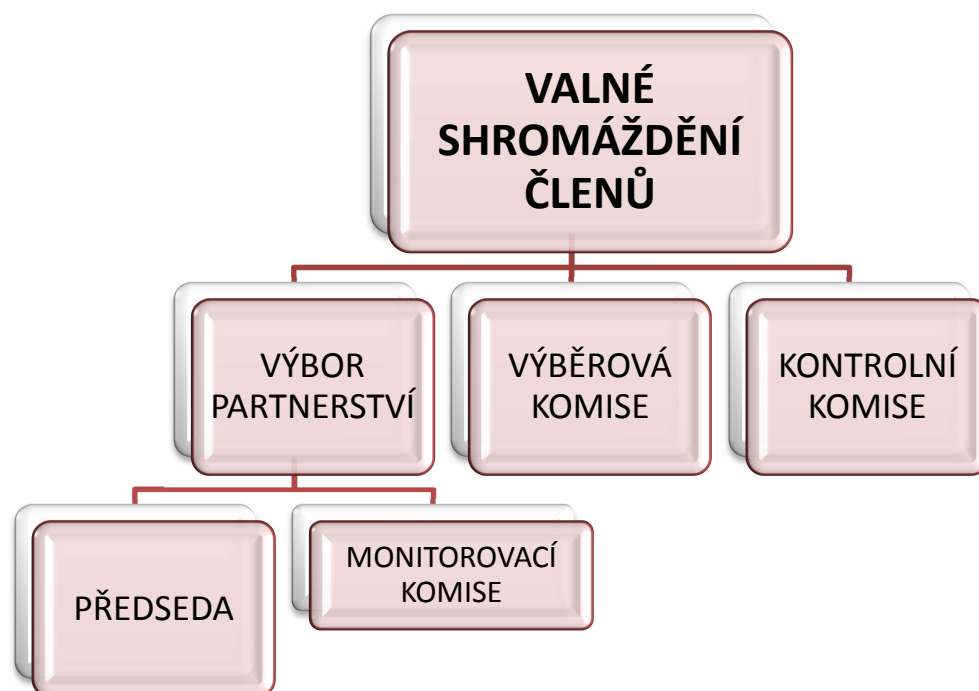 VALNÉ
SHROMÁŽDĚNÍ
ČLENŮ
VÝBOR
PARTNERSTVÍ
VÝBĚROVÁ
KOMISE
KONTROLNÍ
KOMISE
PŘEDSEDA
MONITOROVACÍ
KOMISE